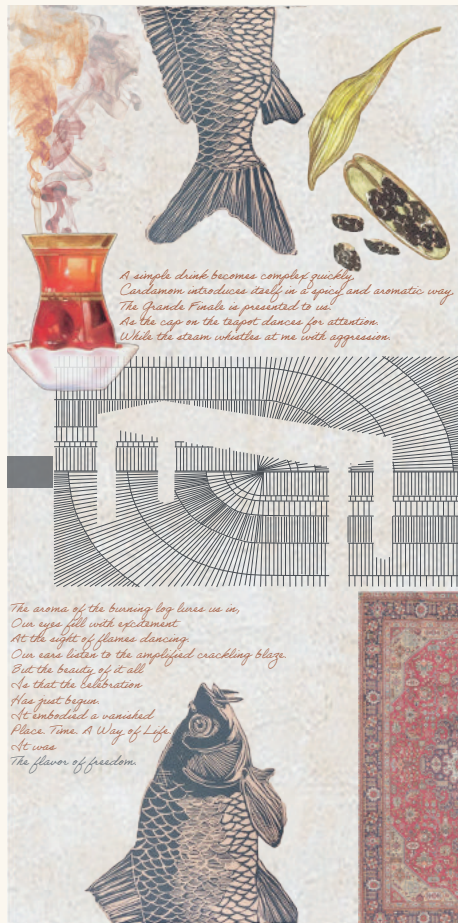 A simple drink becomes complex quickly,
Cardamom introduces itself in a spicy and aromatic way.
The Grande Finale is presented to us.
As the cap on the teapot dances for attention.
While the steam whistles at me with aggression.
The aroma of the burning log lures us in,
Our eyes fill with excitement
At the sight of flames dancing.
Our ears listen to the amplified crackling blaze.
But the beauty of it all
Is that the celebration
Has just begun.
It embodied a vanished
Place. Time. A Way of Life.
It was
The flavor of freedom.